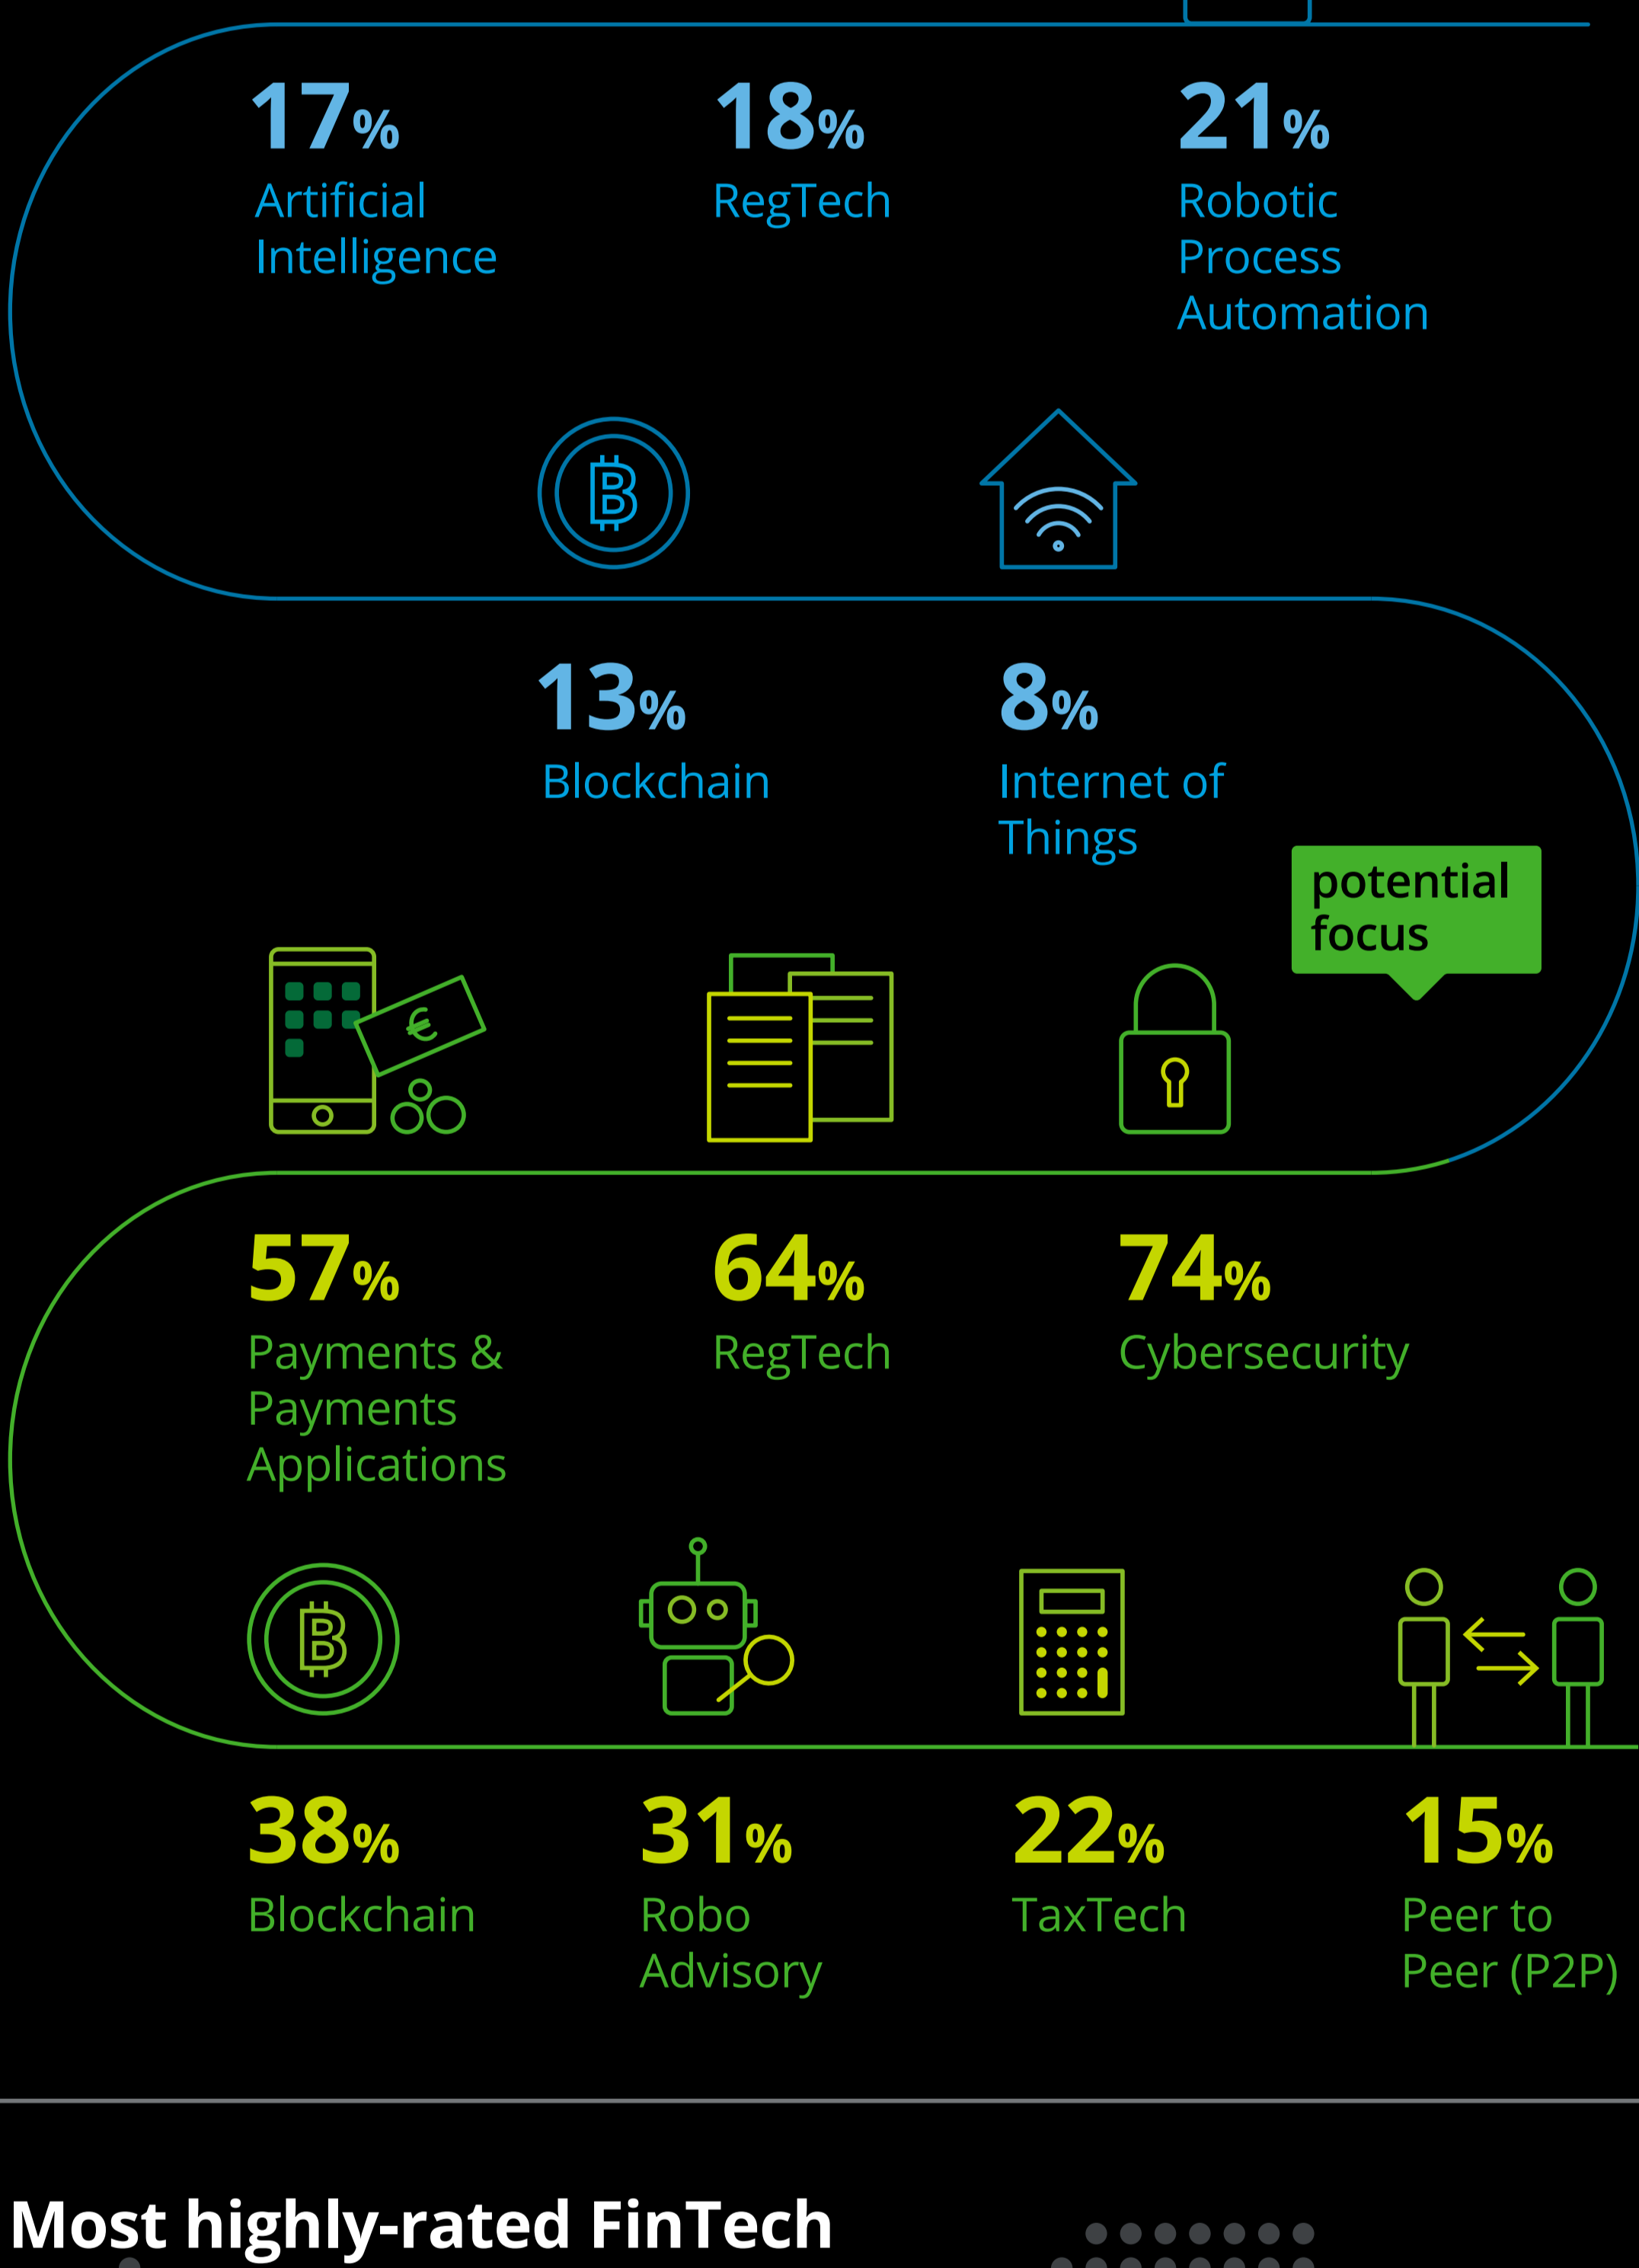 17%
Artificial
Intelligence
18%
RegTech
21%
Robotic
Process
Automation
13%
Blockchain
8%
Internet of
Things
potential
focus
57%
Payments &
Payments
Applications
64%
RegTech
74%
Cybersecurity
38%
Blockchain
31%
Robo
Advisory
22%
TaxTech
15%
Peer to
Peer (P2P)
Most highly-rated FinTech